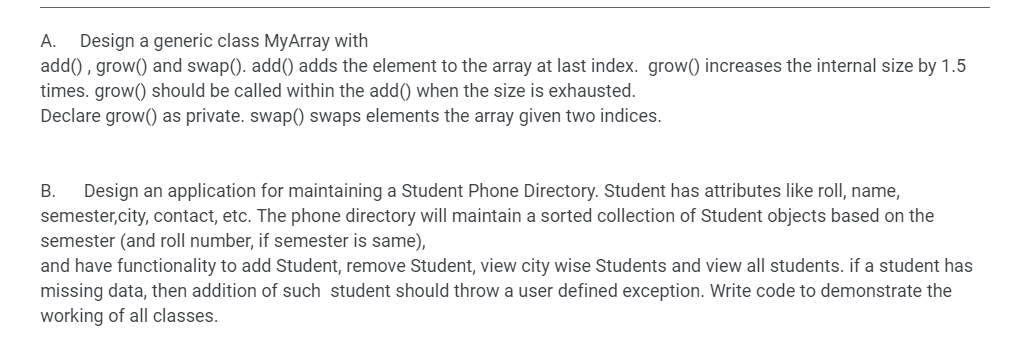 A. Design a generic class MyArray with
add() , grow() and swap(). add() adds the element to the array at last index. grow() increases the internal size by 1.5
times. grow() should be called within the add() when the size is exhausted.
Declare grow() as private. swap() swaps elements the array given two indices.
B. Design an application for maintaining a Student Phone Directory. Student has attributes like roll, name,
semester,city, contact, etc. The phone directory will maintain a sorted collection of Student objects based on the
semester (and roll number, if semester is same),
and have functionality to add Student, remove Student, view city wise Students and view all students. if a student has
missing data, then addition of such student should throw a user defined exception. Write code to demonstrate the
working of all classes.